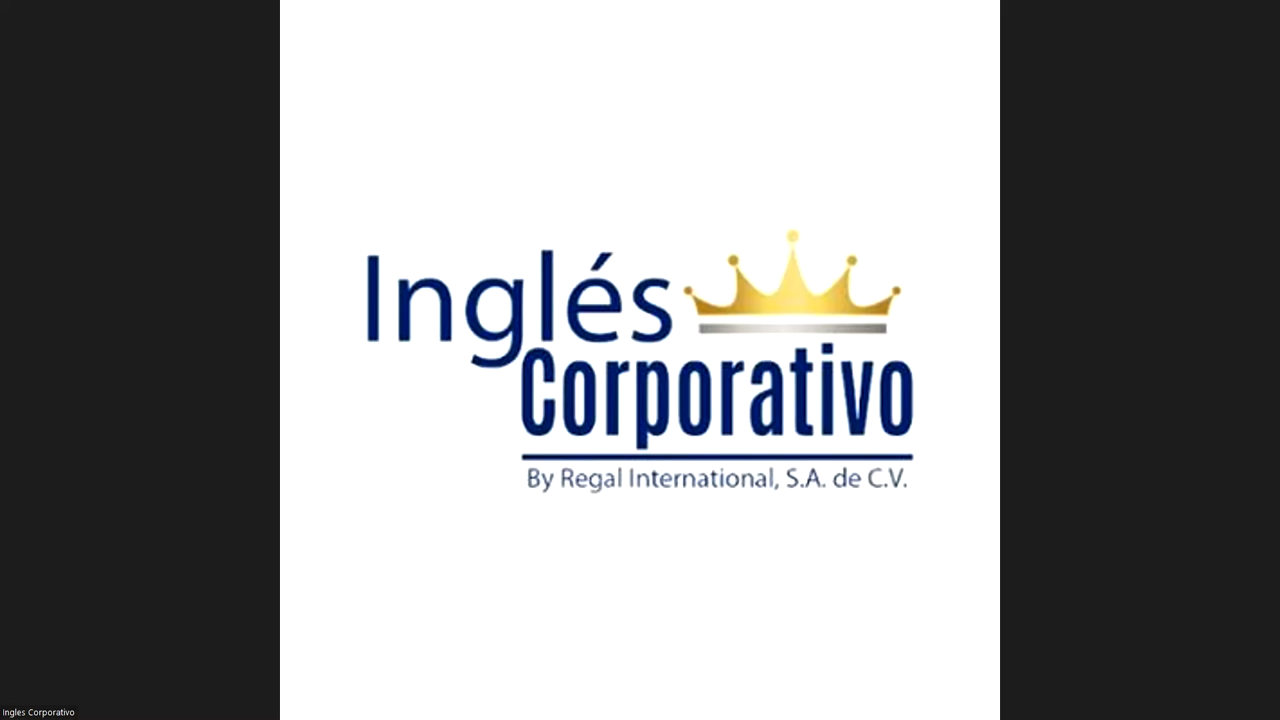 Inglés
Corporativo
By Regal International, S.A. de C.V.
Ingles Corporativo